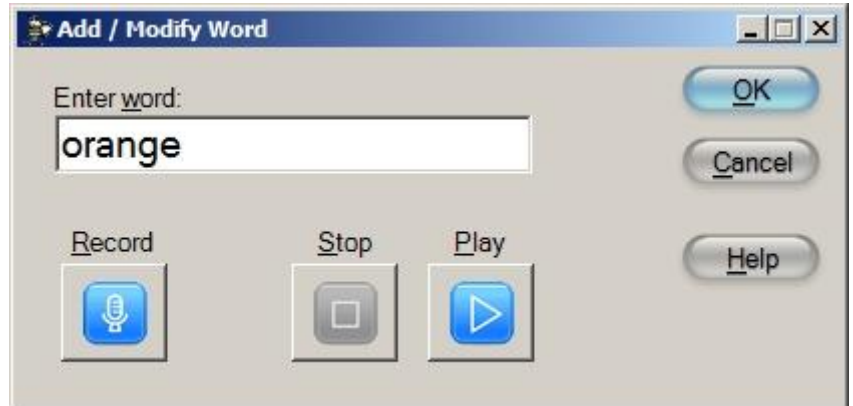 Add / Modify Word
Enter word:
orange
OK
Cancel
Record
Stop
Play
Help